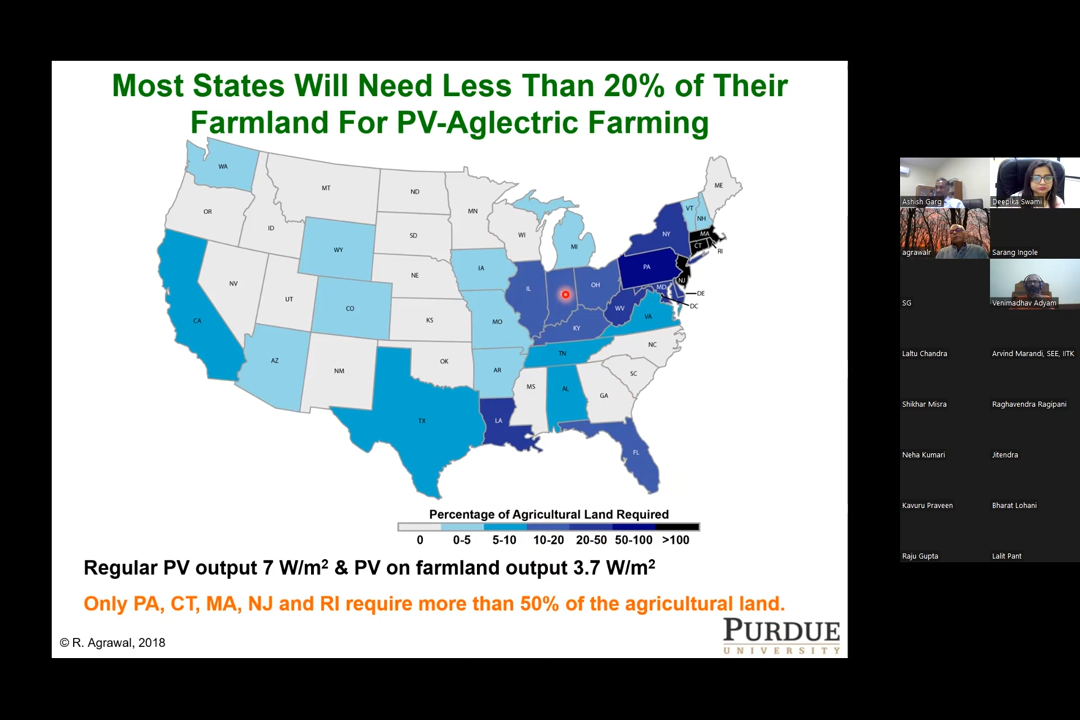 Most States Will Need Less Than 20% of Their
Farmland For PV-Aglectric Farming
WA
OR
ID
MT
ND
SD
MN
WI
MI
ME
VT
NH
NY
MA
CT
RI
WY
NE
IA
IL
OH
PA
NJ
MD
DE
DC
NV
UT
CO
KS
MO
KY
WV
VA
CA
AZ
NM
OK
AR
TN
NC
SC
MS
AL
GA
TX
LA
FL
Percentage of Agricultural Land Required
0 0-5 5-10 10-20 20-50 50-100 >100
Regular PV output 7 W/m² & PV on farmland output 3.7 W/m²
Only PA, CT, MA, NJ and RI require more than 50% of the agricultural land.
© R. Agrawal, 2018
PURDUE
UNIVERSITY
Ashish Garg
Deepika Swami
agrawalr
Sarang Ingole
SG
Venimadhav Adyam
Laltu Chandra
Arvind Marandi, SEE, IITK
Shikhar Misra
Raghavendra Ragipani
Neha Kumari
Jitendra
Kavuru Praveen
Bharat Lohani
Raju Gupta
Lalit Pant